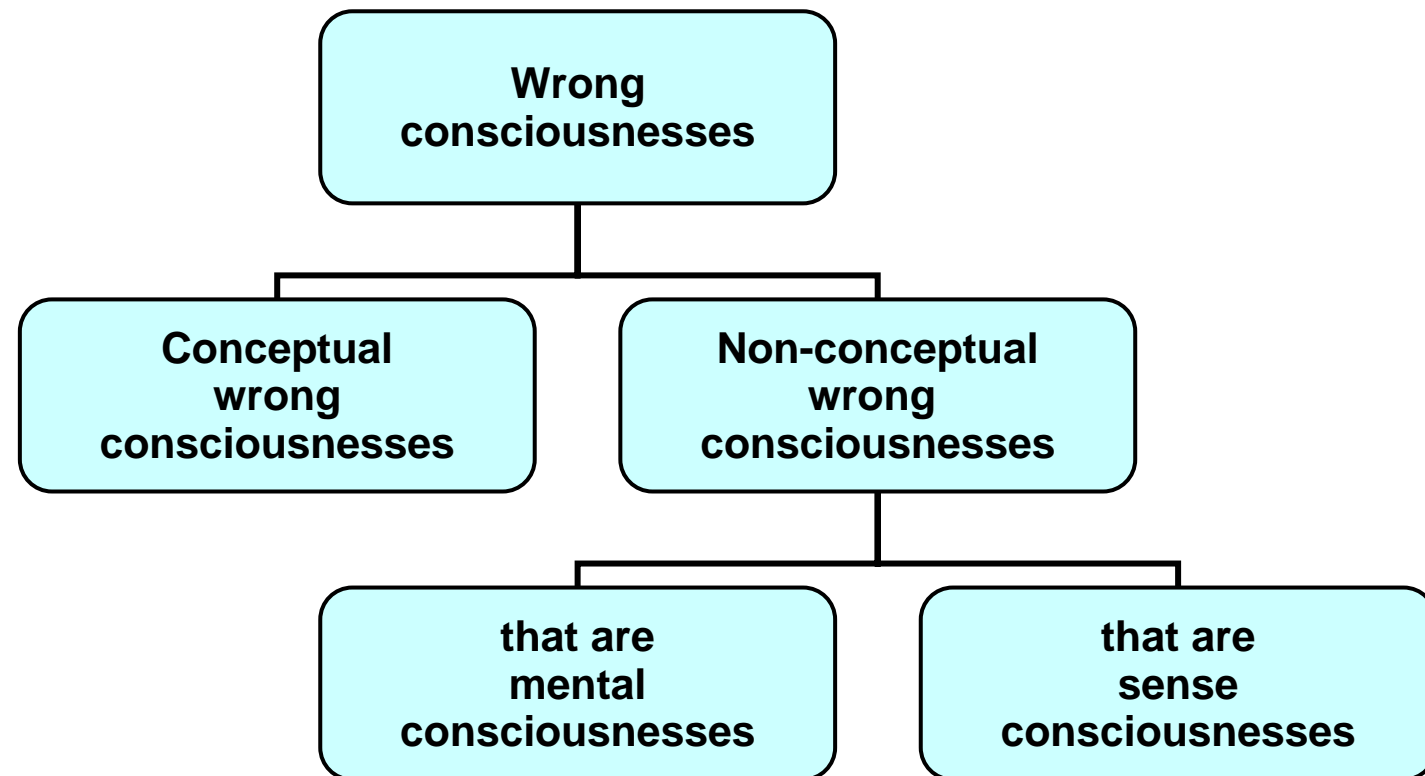 Wrong
consciousnesses
Conceptual
wrong
consciousnesses
Non-conceptual
wrong
consciousnesses
that are
mental
consciousnesses
that are
sense
consciousnesses